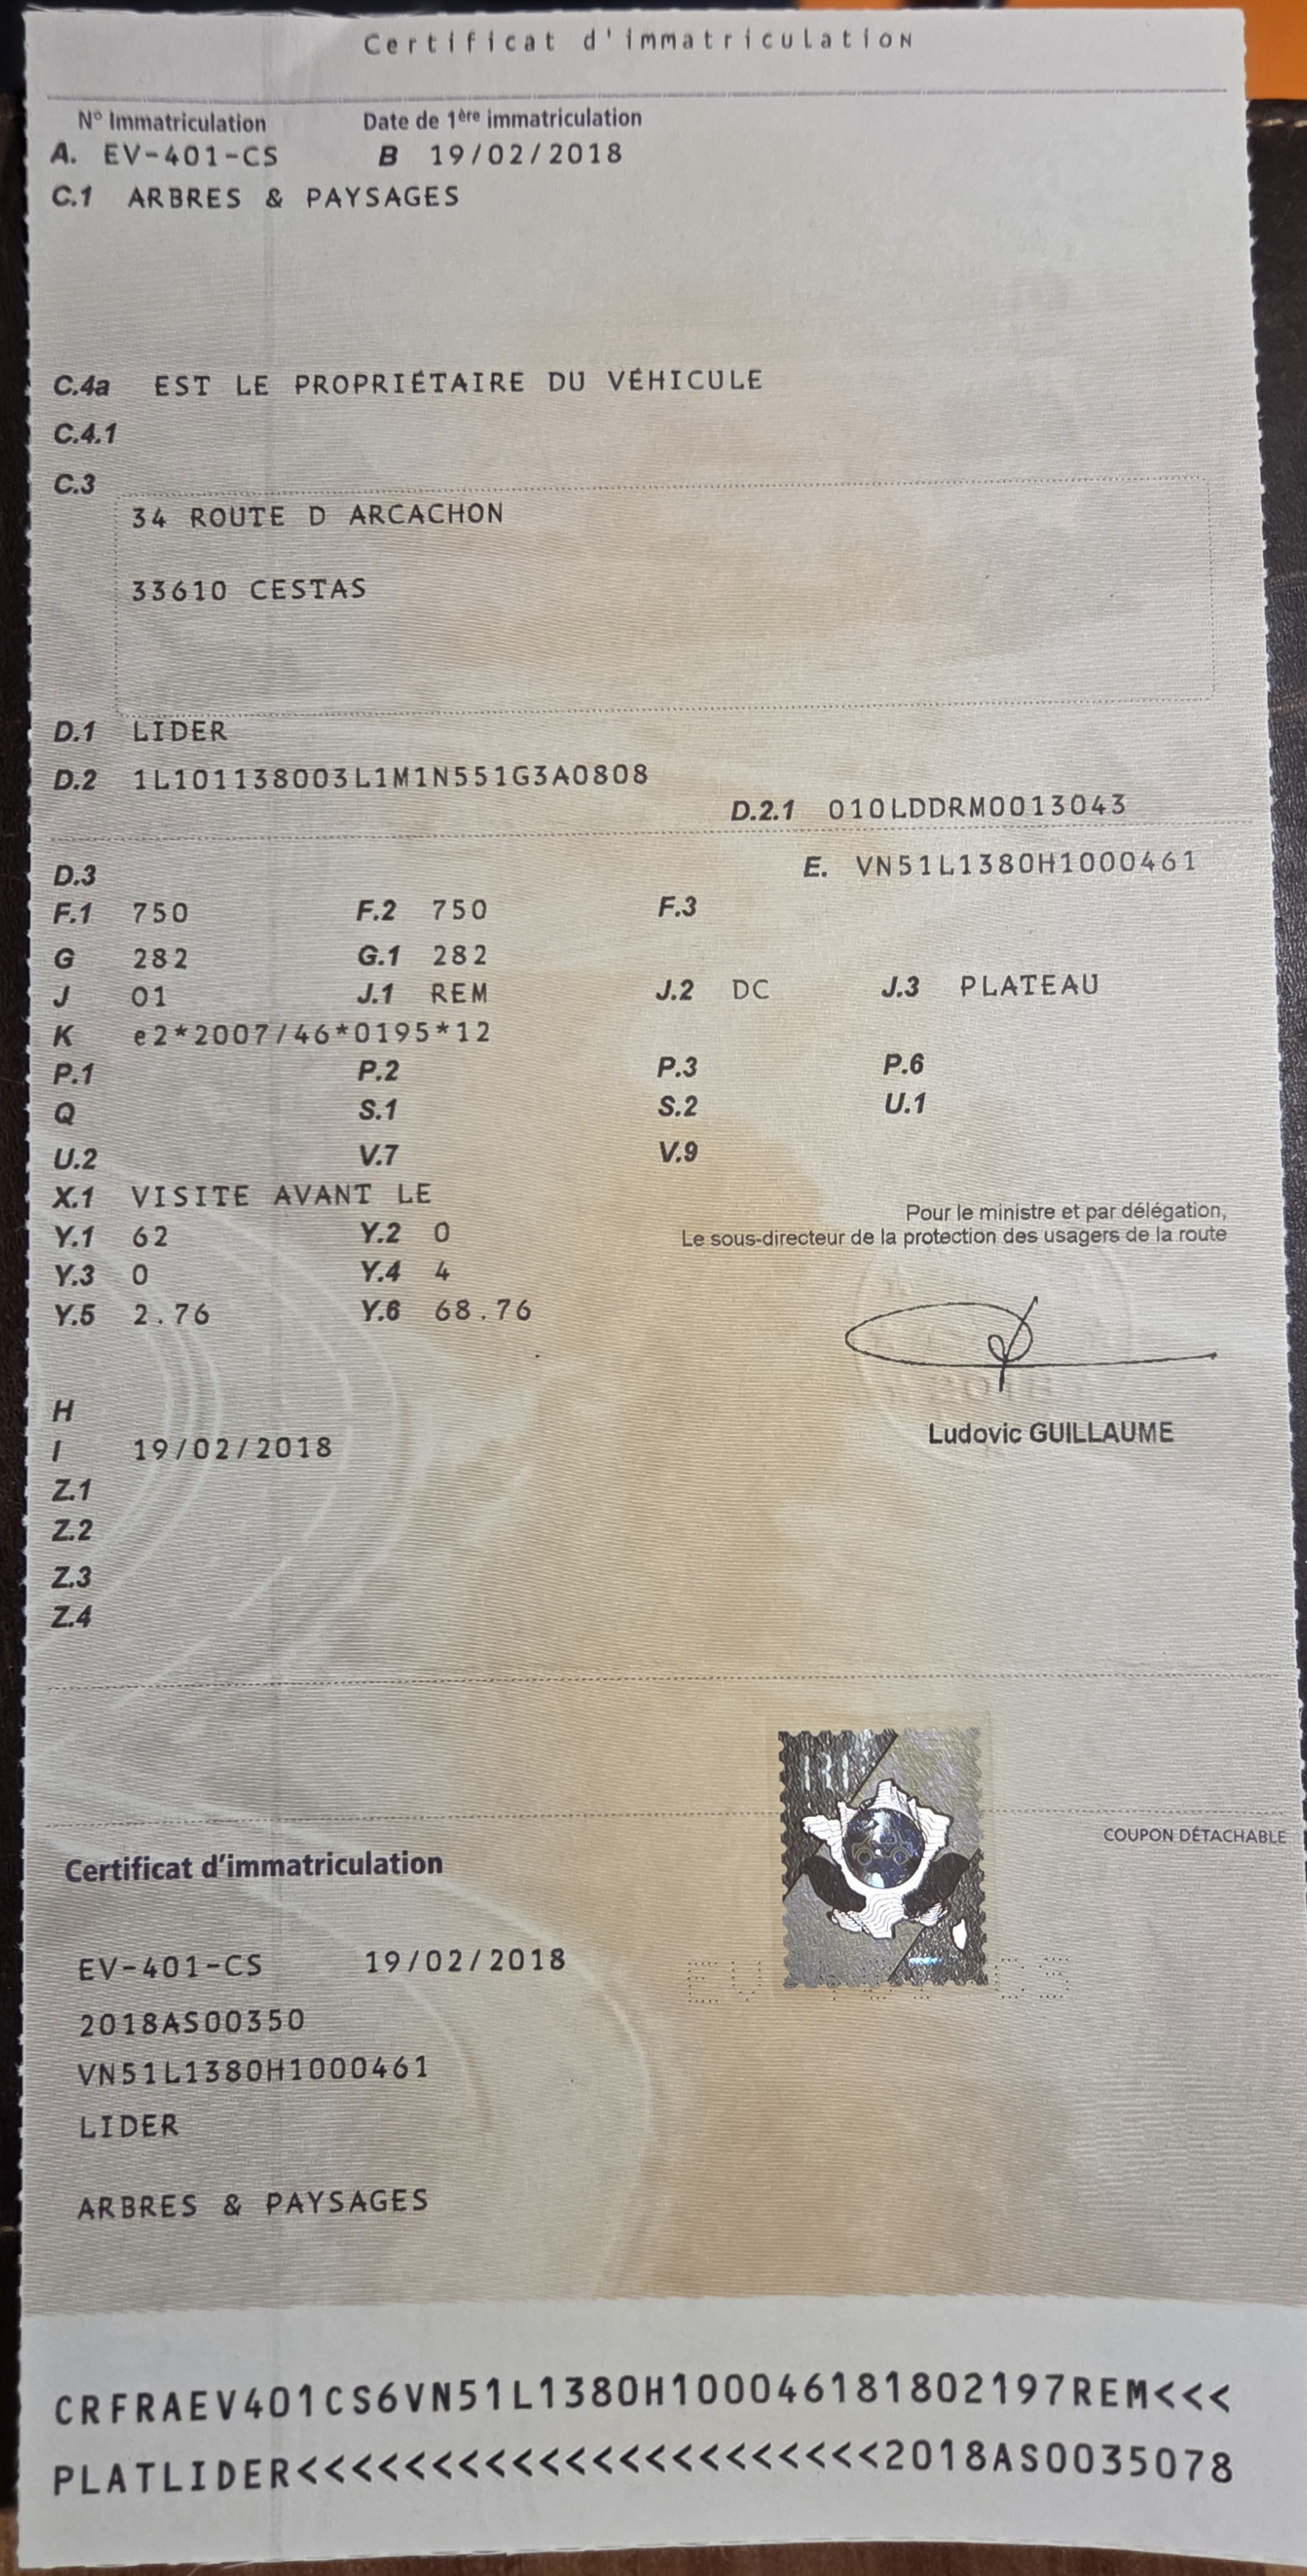 Certificat d'immatriculation
N° Immatriculation Date de 1ère immatriculation
A. EV-401-CS B 19/02/2018
C.1 ARBRES & PAYSAGES
C.4a EST LE PROPRIÉTAIRE DU VÉHICULE
C.4.1
C.3
34 ROUTE D ARCACHON
33610 CESTAS
D.1 LIDER
D.2 1L101138003L1M1N551G3A0808
D.2.1 010LDDRM0013043
D.3 E. VN51L1380H1000461
F.1 750 F.2 750 F.3
G 282 G.1 282
J 01 J.1 REM J.2 DC J.3 PLATEAU
K e2*2007/46*0195*12
P.1 P.2 P.3 P.6
Q S.1 S.2 U.1
U.2 V.7 V.9
X.1 VISITE AVANT LE
Pour le ministre et par délégation,
Y.1 62 Y.2 0 Le sous-directeur de la protection des usagers de la route
Y.3 0 Y.4 4
Y.5 2.76 Y.6 68.76
H
Ludovic GUILLAUME
I 19/02/2018
Z.1
Z.2
Z.3
Z.4
COUPON DÉTACHABLE
Certificat d'immatriculation
EV-401-CS 19/02/2018
2018AS00350
VN51L1380H1000461
LIDER
ARBRES & PAYSAGES
CRFRAEV401CS6VN51L1380H100046181802197REM<<<
PLATLIDER<<<<<<<<<<<<<<<<<<<<<<2018AS0035078